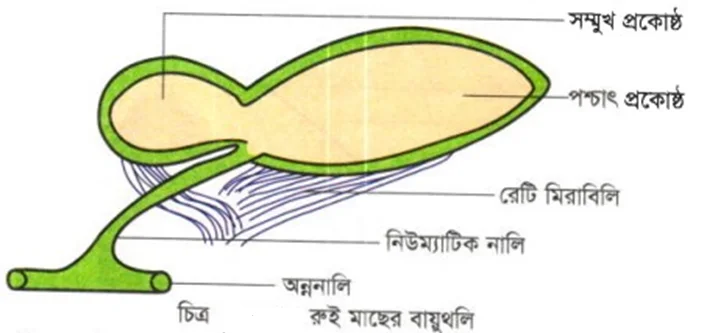 সম্মুখ প্রকোষ্ঠ
পশ্চাৎ প্রকোষ্ঠ
রেটি মিরাবিলি
নিউম্যাটিক নালি
অন্ননালি
চিত্র রুই মাছের বায়ুথলি